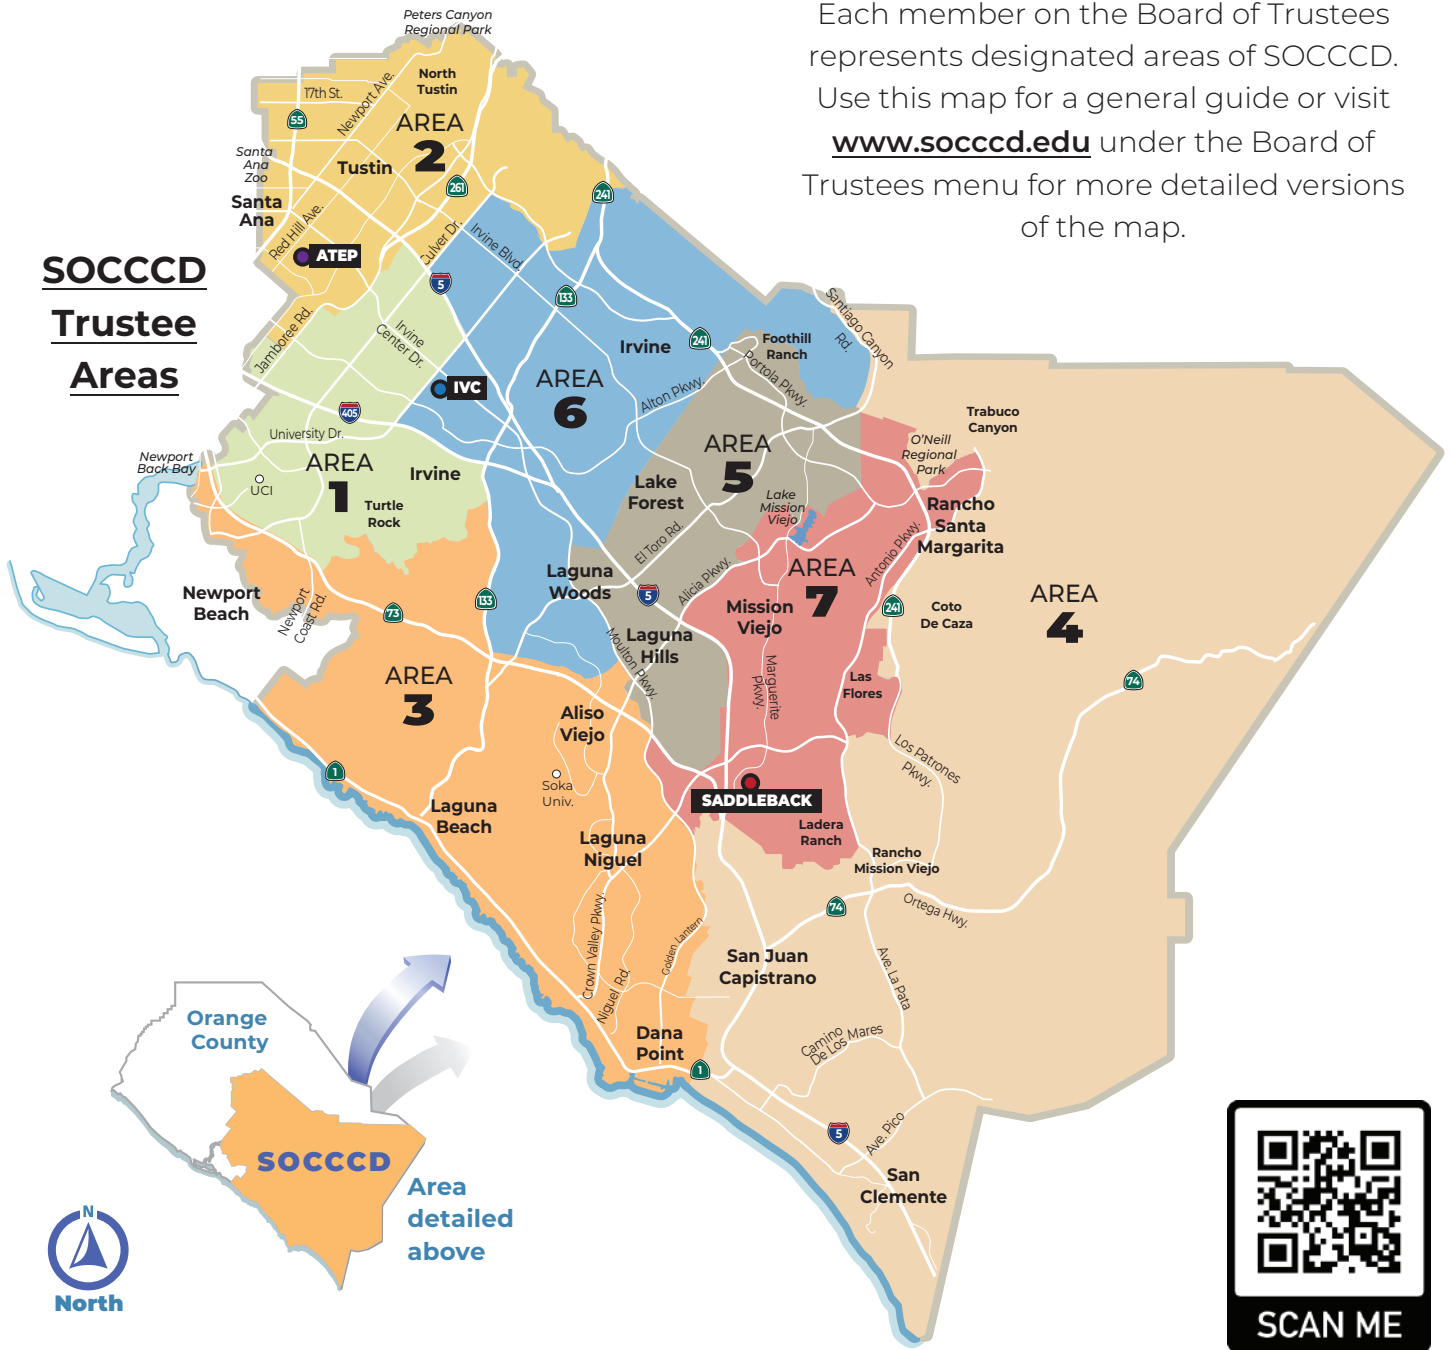 Each member on the Board of Trustees
represents designated areas of SOCCCD.
Use this map for a general guide or visit
www.socccd.edu under the Board of
Trustees menu for more detailed versions
of the map.
SOCCCD
Trustee
Areas
Peters Canyon
Regional Park
North
Tustin
17th St.
Newport Ave.
55
AREA
2
Santa
Ana
Zoo
Tustin
261
241
Santa
Ana
Red Hill Ave.
ATEP
Culver Dr.
Irvine Blvd.
5
133
Jamboree Rd.
Irvine
Center Dr.
Irvine
241
Foothill
Ranch
Santiago Canyon
Rd.
Portola Pkwy.
IVC
AREA
6
Alton Pkwy.
405
University Dr.
Trabuco
Canyon
O'Neill
Regional
Park
Newport
Back Bay
UCI
AREA
1
Irvine
Turtle
Rock
AREA
5
Lake
Forest
Lake
Mission
Viejo
Rancho
Santa
Margarita
El Toro Rd.
Antonio Pkwy.
Alicia Pkwy.
Laguna
Woods
5
AREA
7
Newport
Beach
Newport
Coast Rd.
73
133
Mission
Viejo
241
Coto
De Caza
AREA
4
Laguna
Hills
Moulton Pkwy.
Marguerite
Pkwy.
Las
Flores
74
AREA
3
Aliso
Viejo
Los Patrones
Pkwy.
1
Soka
Univ.
SADDLEBACK
Laguna
Beach
Ladera
Ranch
Laguna
Niguel
Rancho
Mission Viejo
74
Ortega Hwy.
Crown Valley Pkwy.
Golden Lantern
Niguel Rd.
San Juan
Capistrano
Ave. La Pata
Dana
Point
1
Camino
De Los Mares
5
Ave. Pico
San
Clemente
Orange
County
SOCCCD
Area
detailed
above
N
North
SCAN ME